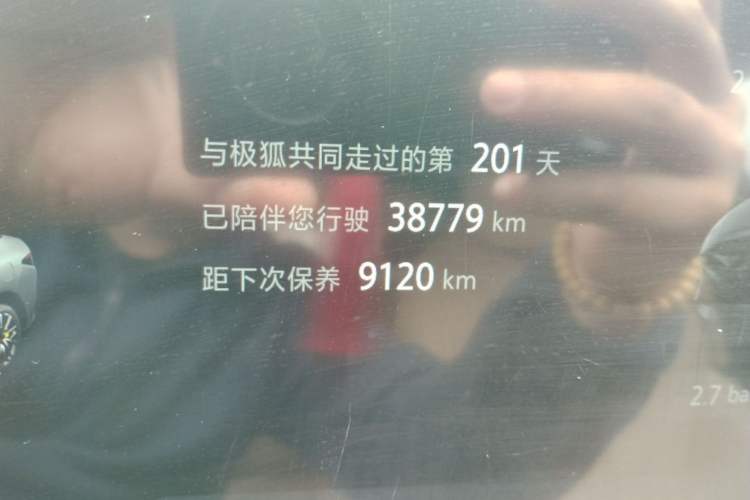 与极狐共同走过的第 201 天
已陪伴您行驶 38779 km
距下次保养 9120 km
2.7 ba